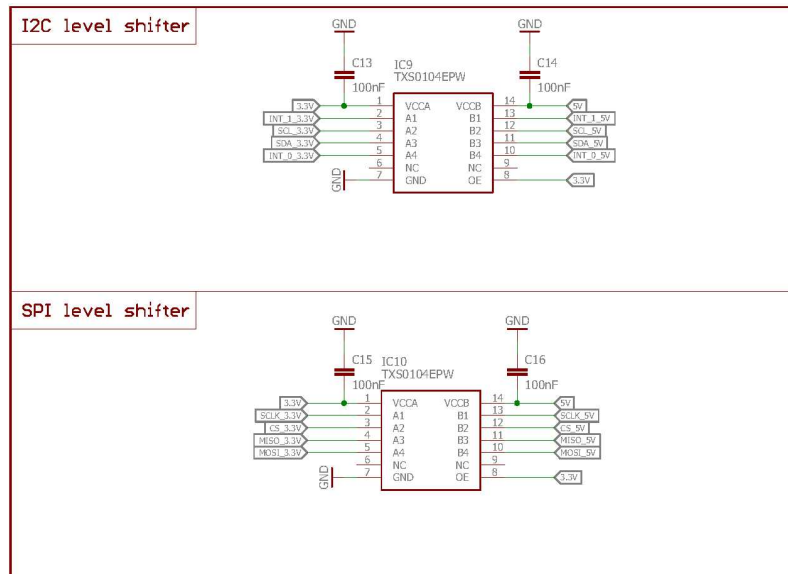 I2C level shifter
GND
GND
C13
100nF
IC9
TXS0104EPW
C14
100nF
3.3V 1 VCCA VCCB 14 5V
INT_1_3.3V 2 A1 B1 13 INT_1_5V
SCL_3.3V 3 A2 B2 12 SCL_5V
SDA_3.3V 4 A3 B3 11 SDA_5V
INT_0_3.3V 5 A4 B4 10 INT_0_5V
6 NC NC 9
GND 7 GND OE 8 3.3V
SPI level shifter
GND
GND
C15
100nF
IC10
TXS0104EPW
C16
100nF
3.3V 1 VCCA VCCB 14 5V
SCLK_3.3V 2 A1 B1 13 SCLK_5V
CS_3.3V 3 A2 B2 12 CS_5V
MISO_3.3V 4 A3 B3 11 MISO_5V
MOSI_3.3V 5 A4 B4 10 MOSI_5V
6 NC NC 9
GND 7 GND OE 8 3.3V